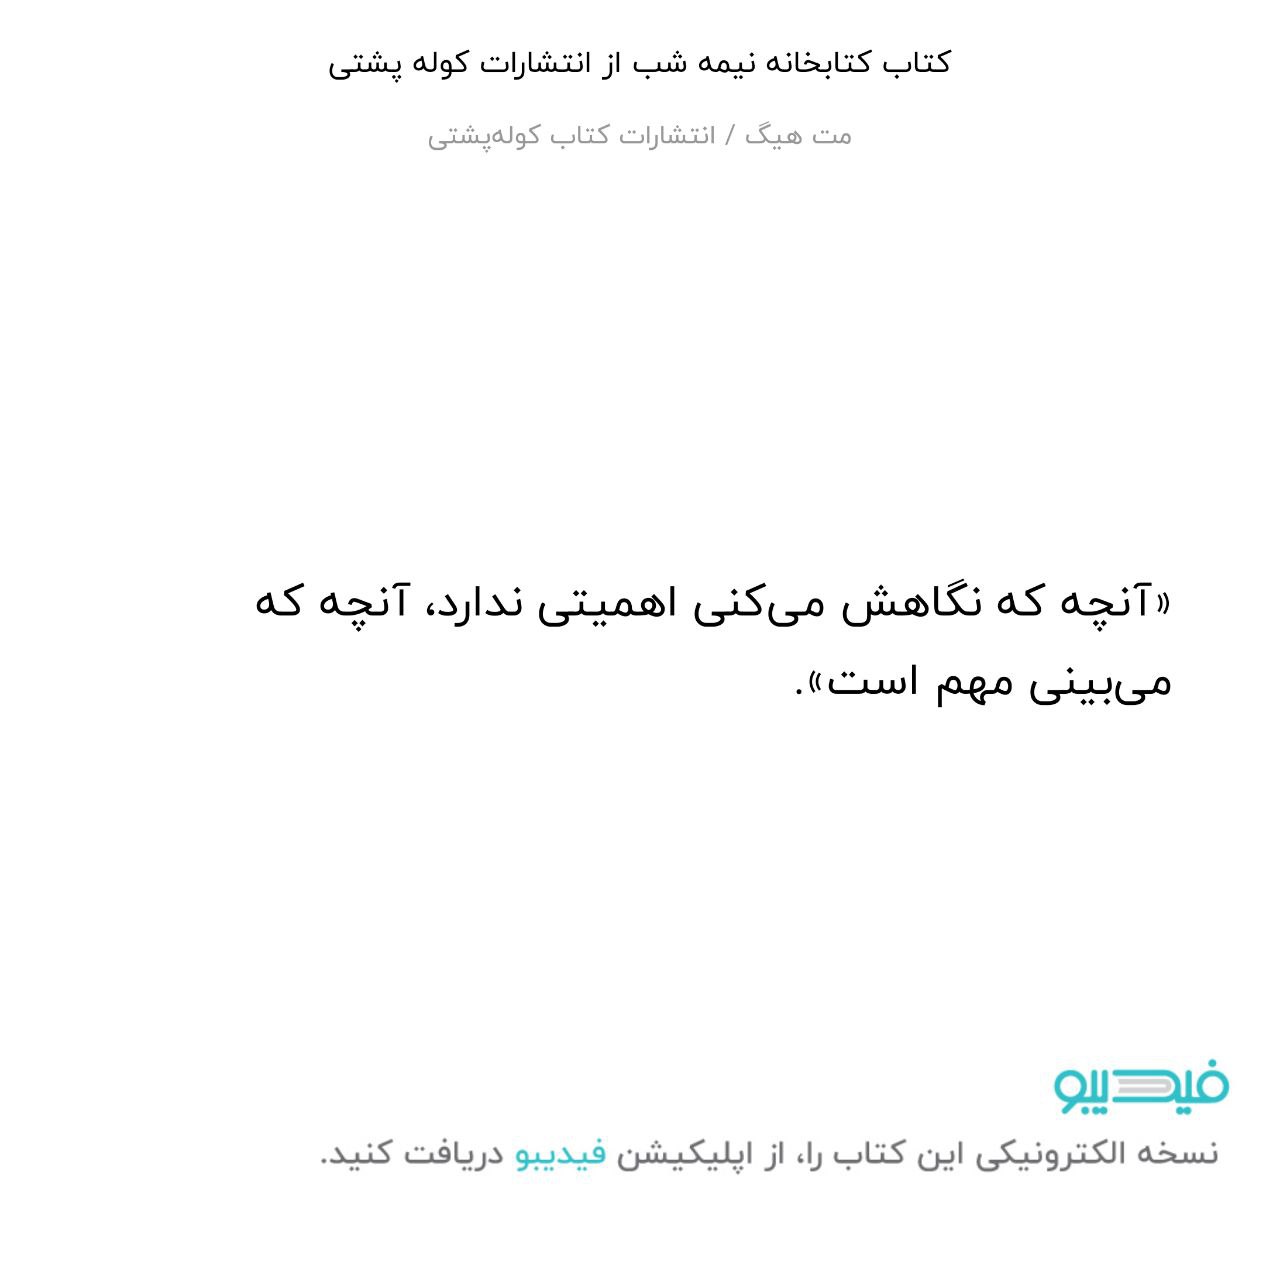 کتاب کتابخانه نیمه شب از انتشارات کوله پشتی
مت هیگ / انتشارات کتاب کوله‌پشتی
«آنچه که نگاهش می‌کنی اهمیتی ندارد، آنچه که
می‌بینی مهم است».
فیدیبو
نسخه الکترونیکی این کتاب را، از اپلیکیشن فیدیبو دریافت کنید.